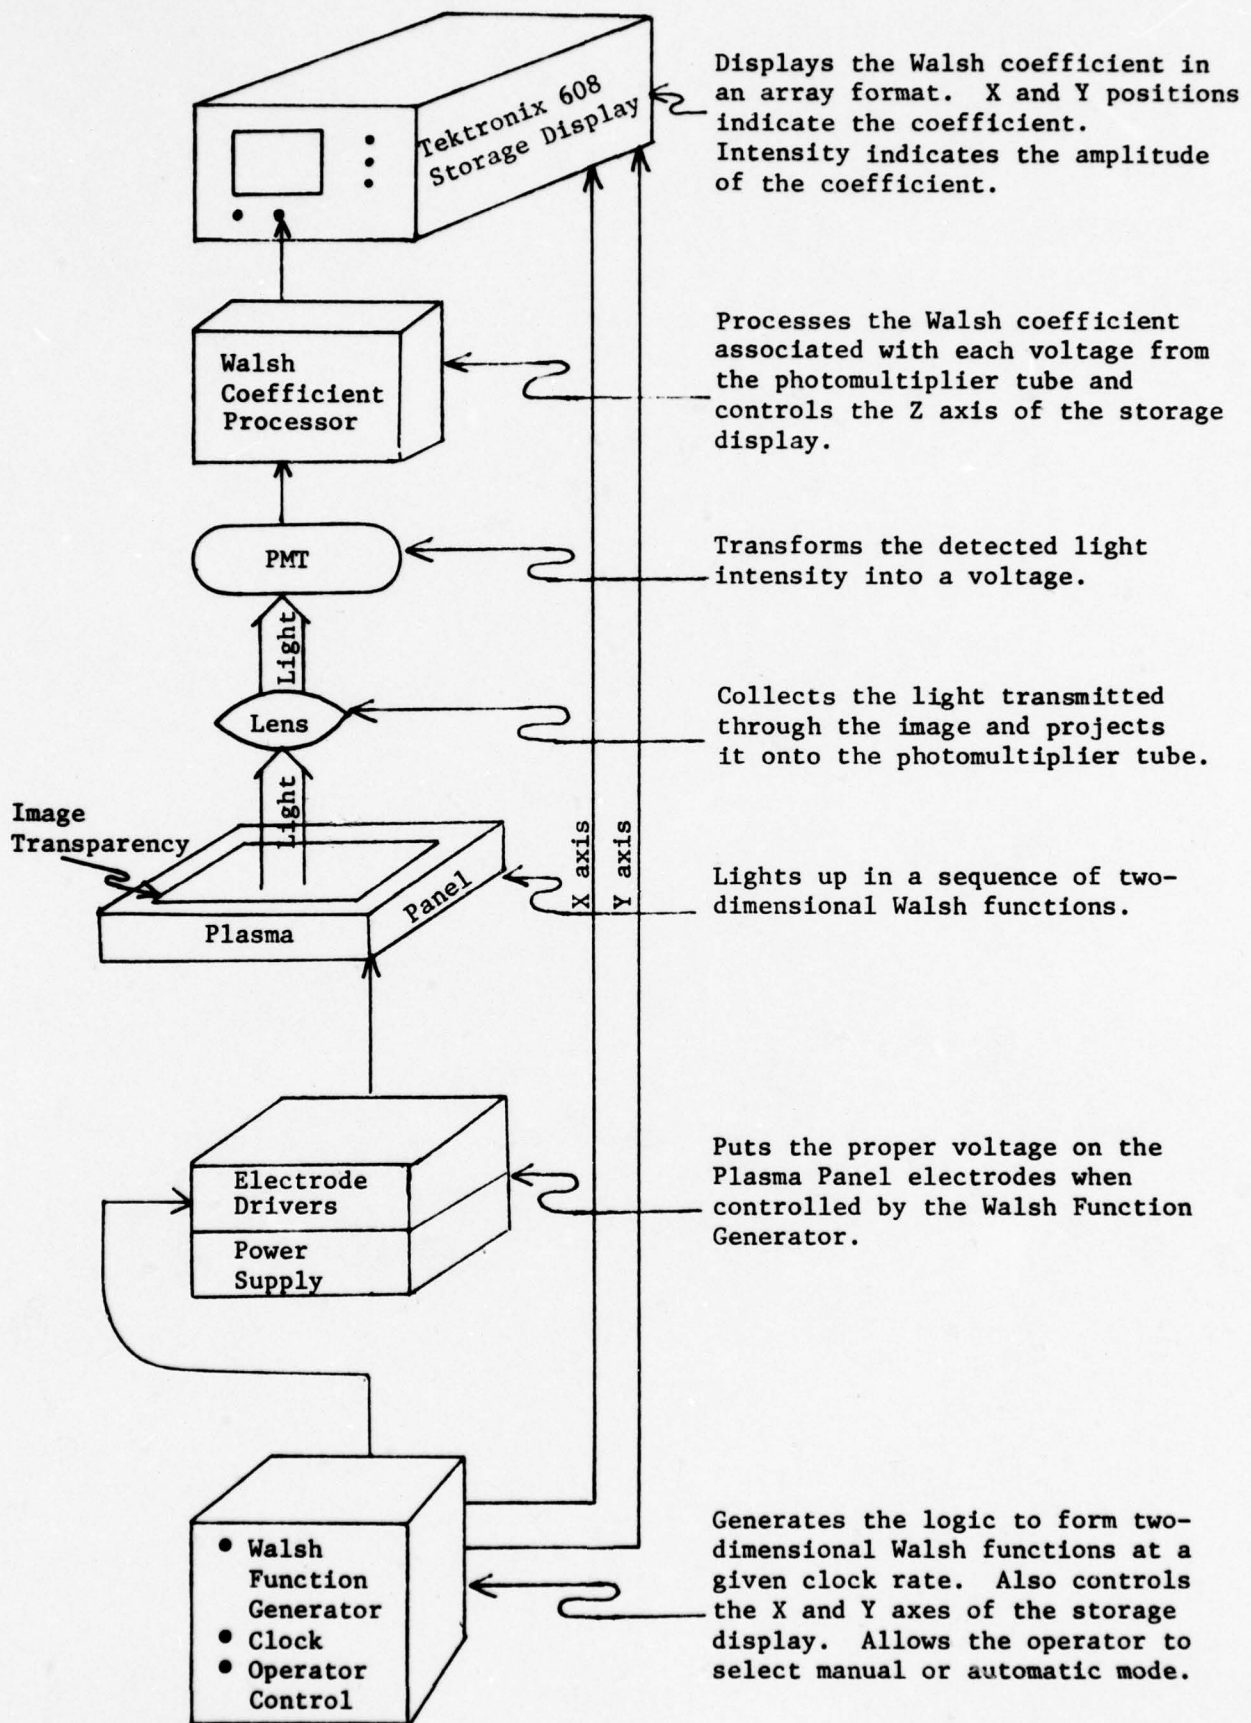 Tektronix 608
Storage Display
Displays the Walsh coefficient in
an array format.  X and Y positions
indicate the coefficient.
Intensity indicates the amplitude
of the coefficient.
Walsh
Coefficient
Processor
Processes the Walsh coefficient
associated with each voltage from
the photomultiplier tube and
controls the Z axis of the storage
display.
PMT
Transforms the detected light
intensity into a voltage.
Light
Lens
Collects the light transmitted
through the image and projects
it onto the photomultiplier tube.
Light
Image
Transparency
Plasma
Panel
X axis
Y axis
Lights up in a sequence of two-
dimensional Walsh functions.
Electrode
Drivers
Power
Supply
Puts the proper voltage on the
Plasma Panel electrodes when
controlled by the Walsh Function
Generator.
● Walsh
Function
Generator
● Clock
● Operator
Control
Generates the logic to form two-
dimensional Walsh functions at a
given clock rate.  Also controls
the X and Y axes of the storage
display.  Allows the operator to
select manual or automatic mode.